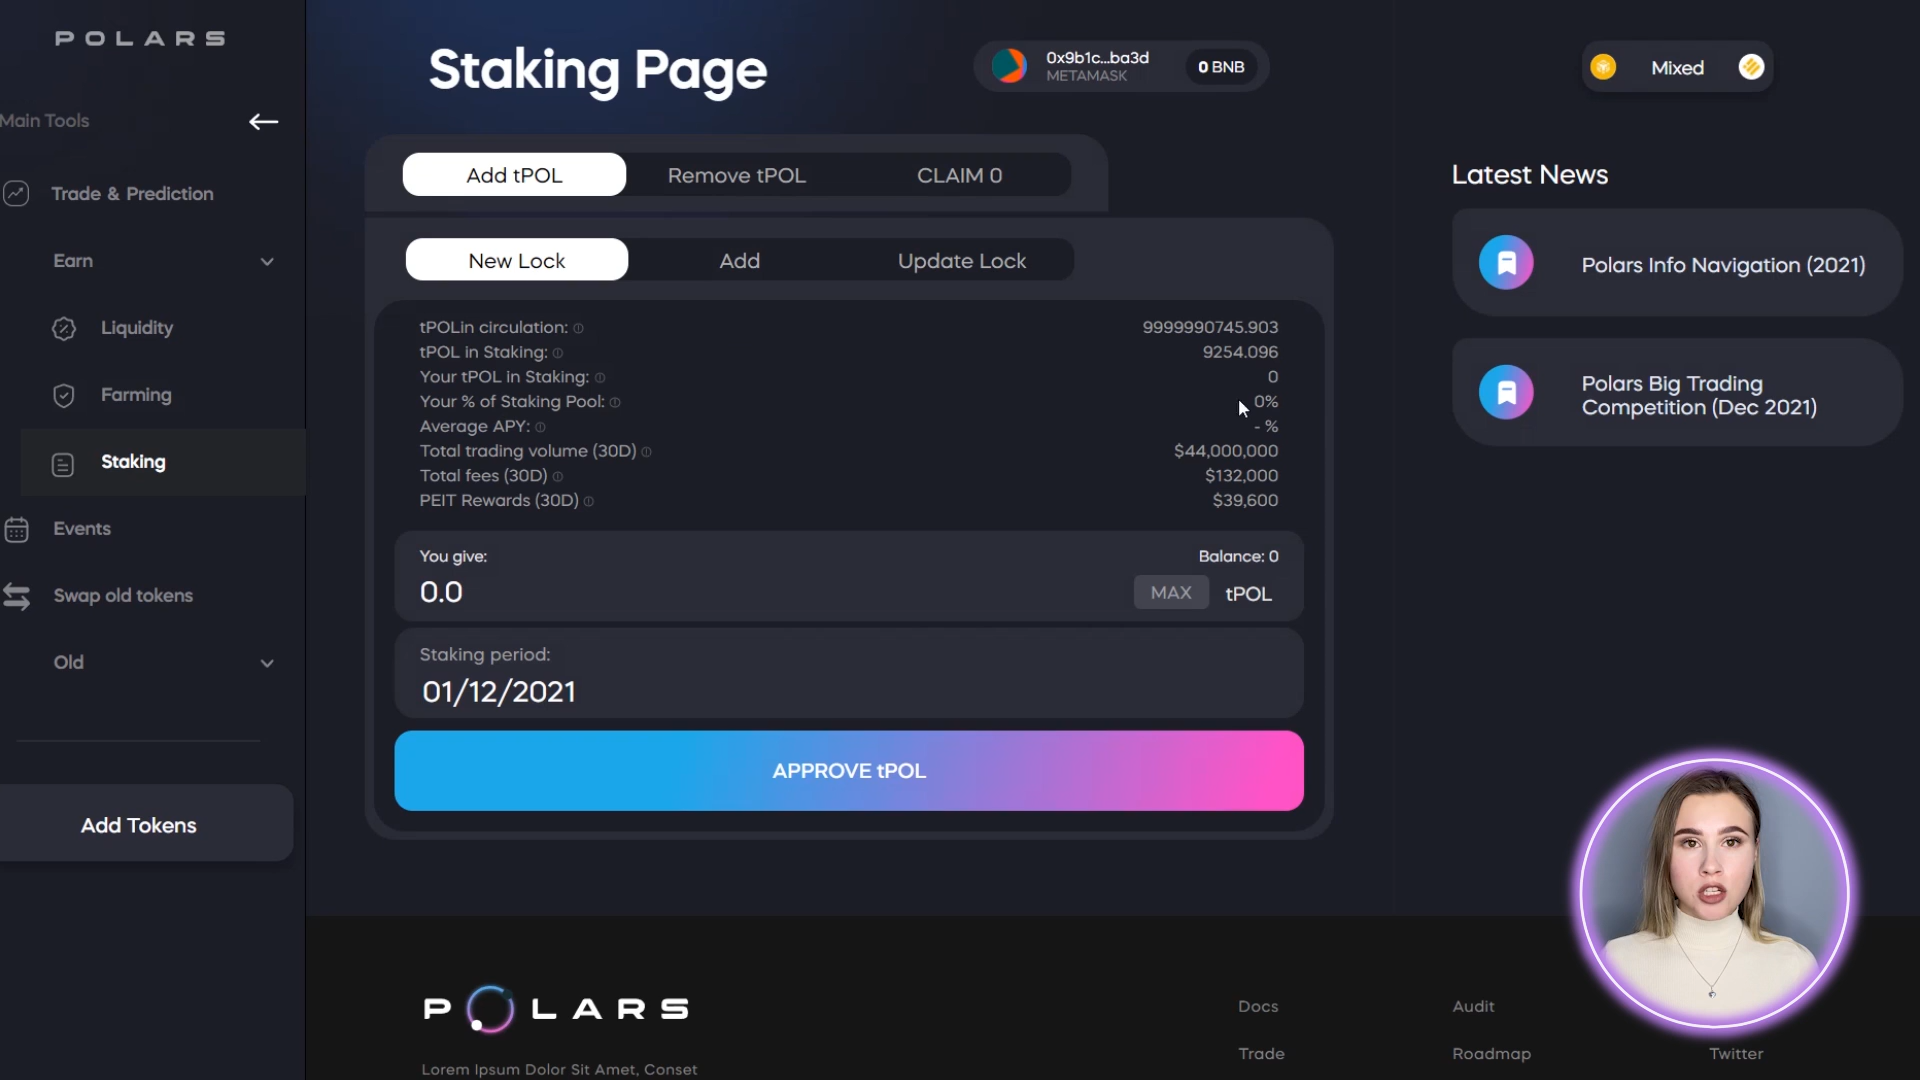 POLARS
Main Tools
Trade & Prediction
Earn
Liquidity
Farming
Staking
Events
Swap old tokens
Old
Add Tokens
Staking Page
0x9b1c...ba3d
METAMASK
0 BNB
Mixed
Add tPOL
Remove tPOL
CLAIM 0
New Lock
Add
Update Lock
tPOLin circulation: 9999990745.903
tPOL in Staking: 9254.096
Your tPOL in Staking: 0
Your % of Staking Pool: 0%
Average APY: - %
Total trading volume (30D) $44,000,000
Total fees (30D) $132,000
PEIT Rewards (30D) $39,600
You give:
Balance: 0
0.0
MAX
tPOL
Staking period:
01/12/2021
APPROVE tPOL
Latest News
Polars Info Navigation (2021)
Polars Big Trading
Competition (Dec 2021)
POLARS
Lorem Ipsum Dolor Sit Amet, Conset
Docs
Audit
Trade
Roadmap
Twitter